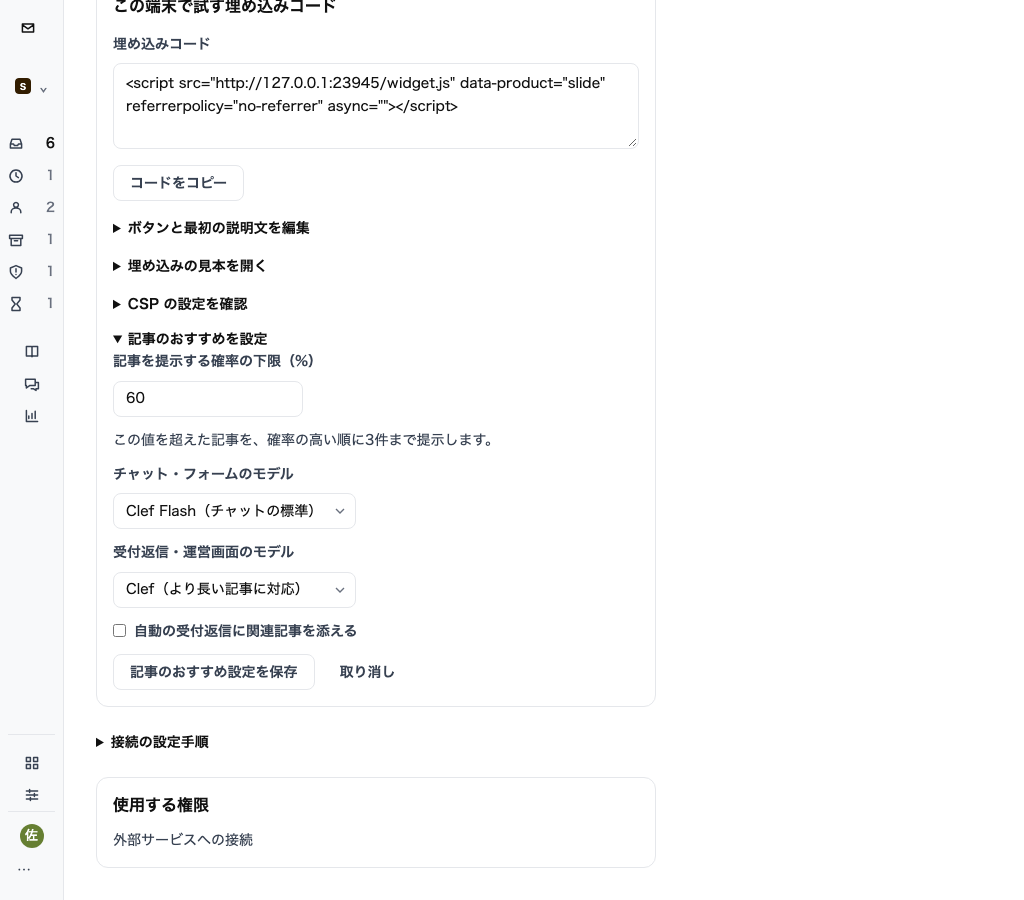 この端末で試す埋め込みコード
埋め込みコード
<script src="http://127.0.0.1:23945/widget.js" data-product="slide"
referrerpolicy="no-referrer" async=""></script>
コードをコピー
ボタンと最初の説明文を編集
埋め込みの見本を開く
CSP の設定を確認
記事のおすすめを設定
記事を提示する確率の下限（%）
60
この値を超えた記事を、確率の高い順に3件まで提示します。
チャット・フォームのモデル
Clef Flash（チャットの標準）
受付返信・運営画面のモデル
Clef（より長い記事に対応）
自動の受付返信に関連記事を添える
記事のおすすめ設定を保存
取り消し
接続の設定手順
使用する権限
外部サービスへの接続
S
6
1
2
1
1
1
佐